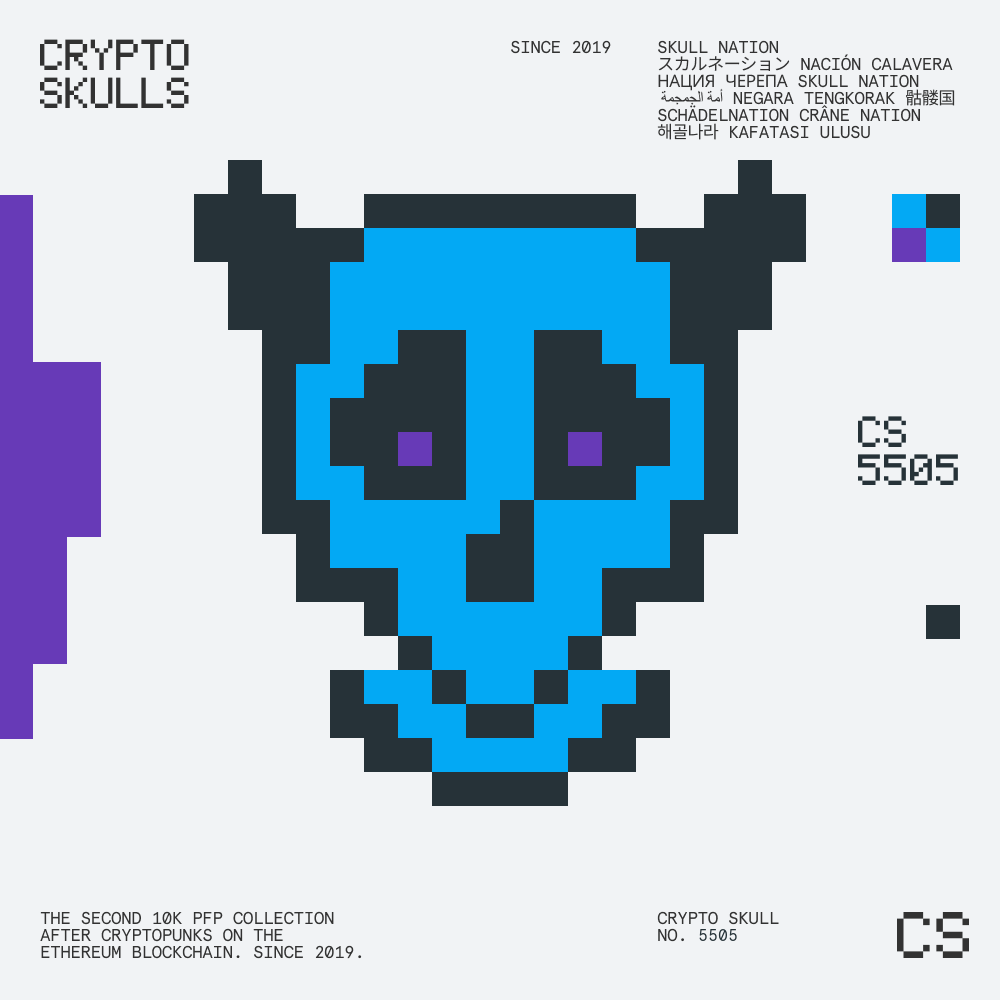 CRYPTO
SKULLS
SINCE 2019
SKULL NATION
スカルネーション NACIÓN CALAVERA
НАЦИЯ ЧЕРЕПА SKULL NATION
أمة الجمجمة NEGARA TENGKORAK 骷髅国
SCHÄDELNATION CRÂNE NATION
해골나라 KAFATASI ULUSU
CS
5505
THE SECOND 10K PFP COLLECTION
AFTER CRYPTOPUNKS ON THE
ETHEREUM BLOCKCHAIN. SINCE 2019.
CRYPTO SKULL
NO. 5505
CS